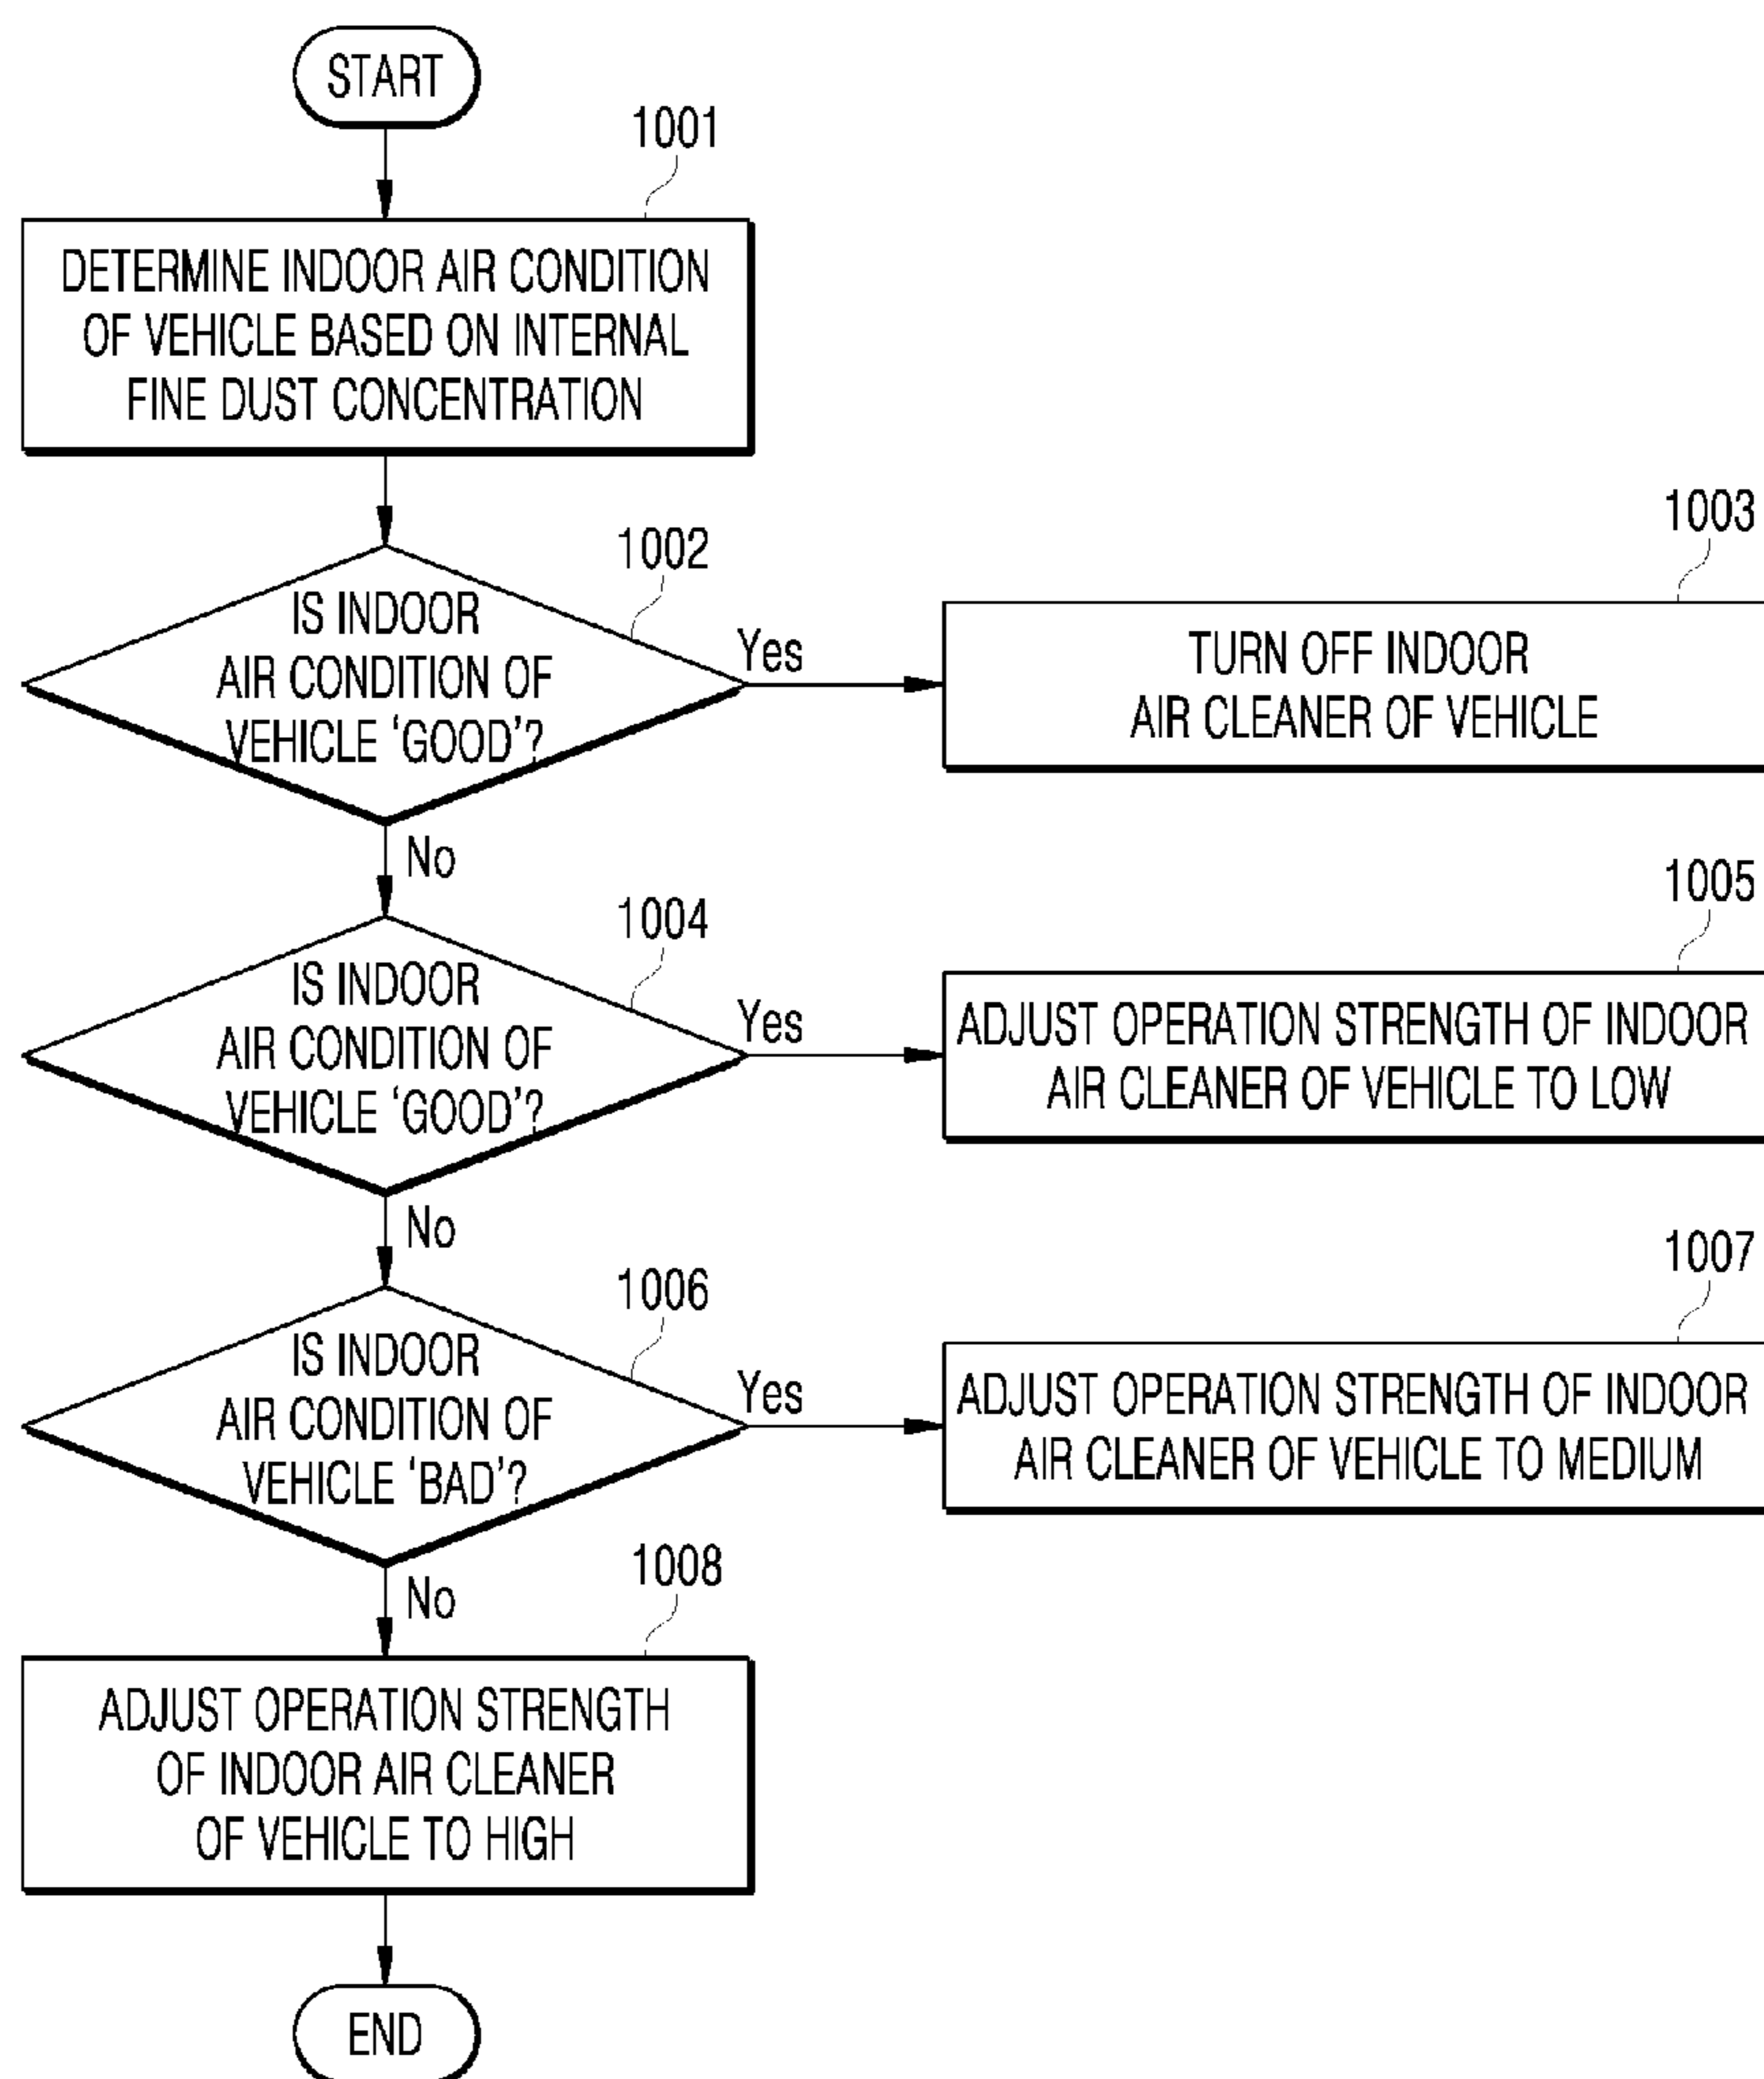 START
1001
DETERMINE INDOOR AIR CONDITION
OF VEHICLE BASED ON INTERNAL
FINE DUST CONCENTRATION
1002
IS INDOOR
AIR CONDITION OF
VEHICLE ‘GOOD’?
Yes
1003
TURN OFF INDOOR
AIR CLEANER OF VEHICLE
No
1004
IS INDOOR
AIR CONDITION OF
VEHICLE ‘GOOD’?
Yes
1005
ADJUST OPERATION STRENGTH OF INDOOR
AIR CLEANER OF VEHICLE TO LOW
No
1006
IS INDOOR
AIR CONDITION OF
VEHICLE ‘BAD’?
Yes
1007
ADJUST OPERATION STRENGTH OF INDOOR
AIR CLEANER OF VEHICLE TO MEDIUM
No
1008
ADJUST OPERATION STRENGTH
OF INDOOR AIR CLEANER
OF VEHICLE TO HIGH
END